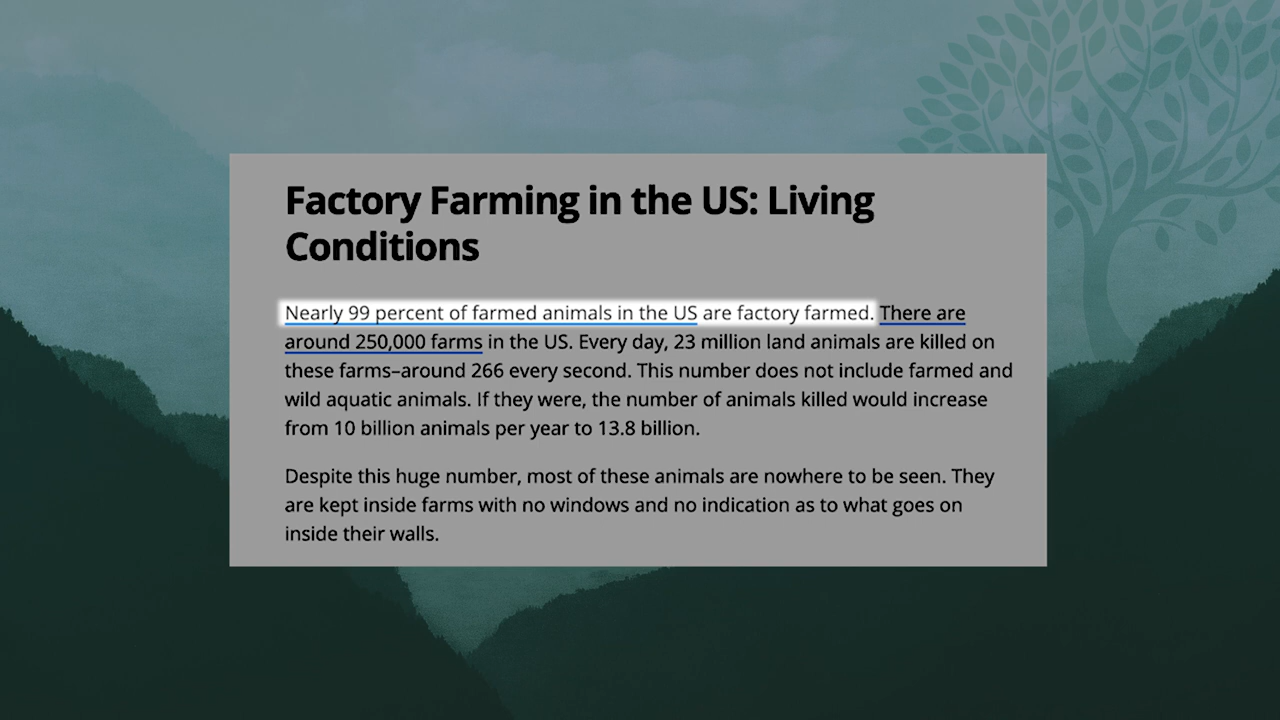 Factory Farming in the US: Living
Conditions
Nearly 99 percent of farmed animals in the US are factory farmed. There are
around 250,000 farms in the US. Every day, 23 million land animals are killed on
these farms–around 266 every second. This number does not include farmed and
wild aquatic animals. If they were, the number of animals killed would increase
from 10 billion animals per year to 13.8 billion.
Despite this huge number, most of these animals are nowhere to be seen. They
are kept inside farms with no windows and no indication as to what goes on
inside their walls.